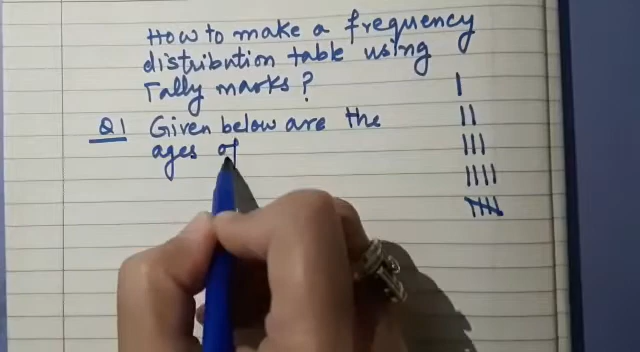 How to make a frequency
distribution table using
Tally marks?
Q1 Given below are the
ages of
|
||
|||
||||